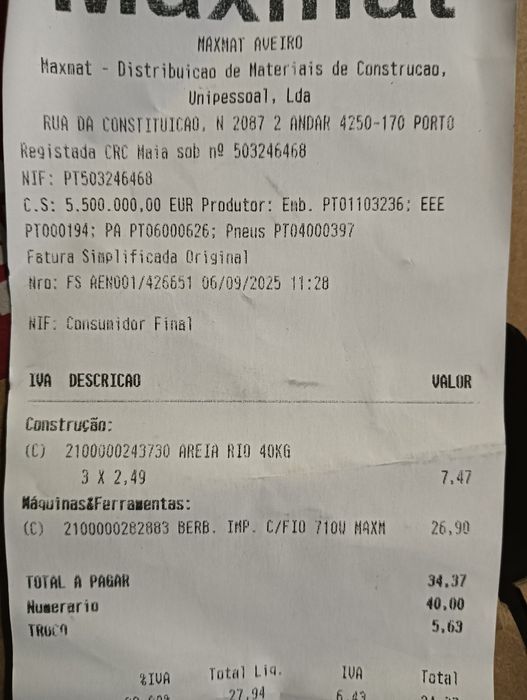 Maxmat
MAXMAT AVEIRO
Maxmat - Distribuicao de Materiais de Construcao,
Unipessoal, Lda
RUA DA CONSTITUICAO, N 2087 2 ANDAR 4250-170 PORTO
Registada CRC Maia sob nº 503246468
NIF: PT503246468
C.S: 5.500.000,00 EUR Produtor: Emb. PT01103236; EEE
PT000194; PA PT06000626; Pneus PT04000397
Fatura Simplificada Original
Nro: FS AEN001/426651 06/09/2025 11:28
NIF: Consumidor Final
IVA DESCRICAO VALOR
Construção:
(C) 2100000243730 AREIA RIO 40KG
3 X 2,49 7,47
Máquinas&Ferramentas:
(C) 2100000282883 BERB. IMP. C/FIO 710W MAXM 26,90
TOTAL A PAGAR 34,37
Numerario 40,00
TROCO 5,63
%IVA Total Liq. IVA Total
27,94 6,43